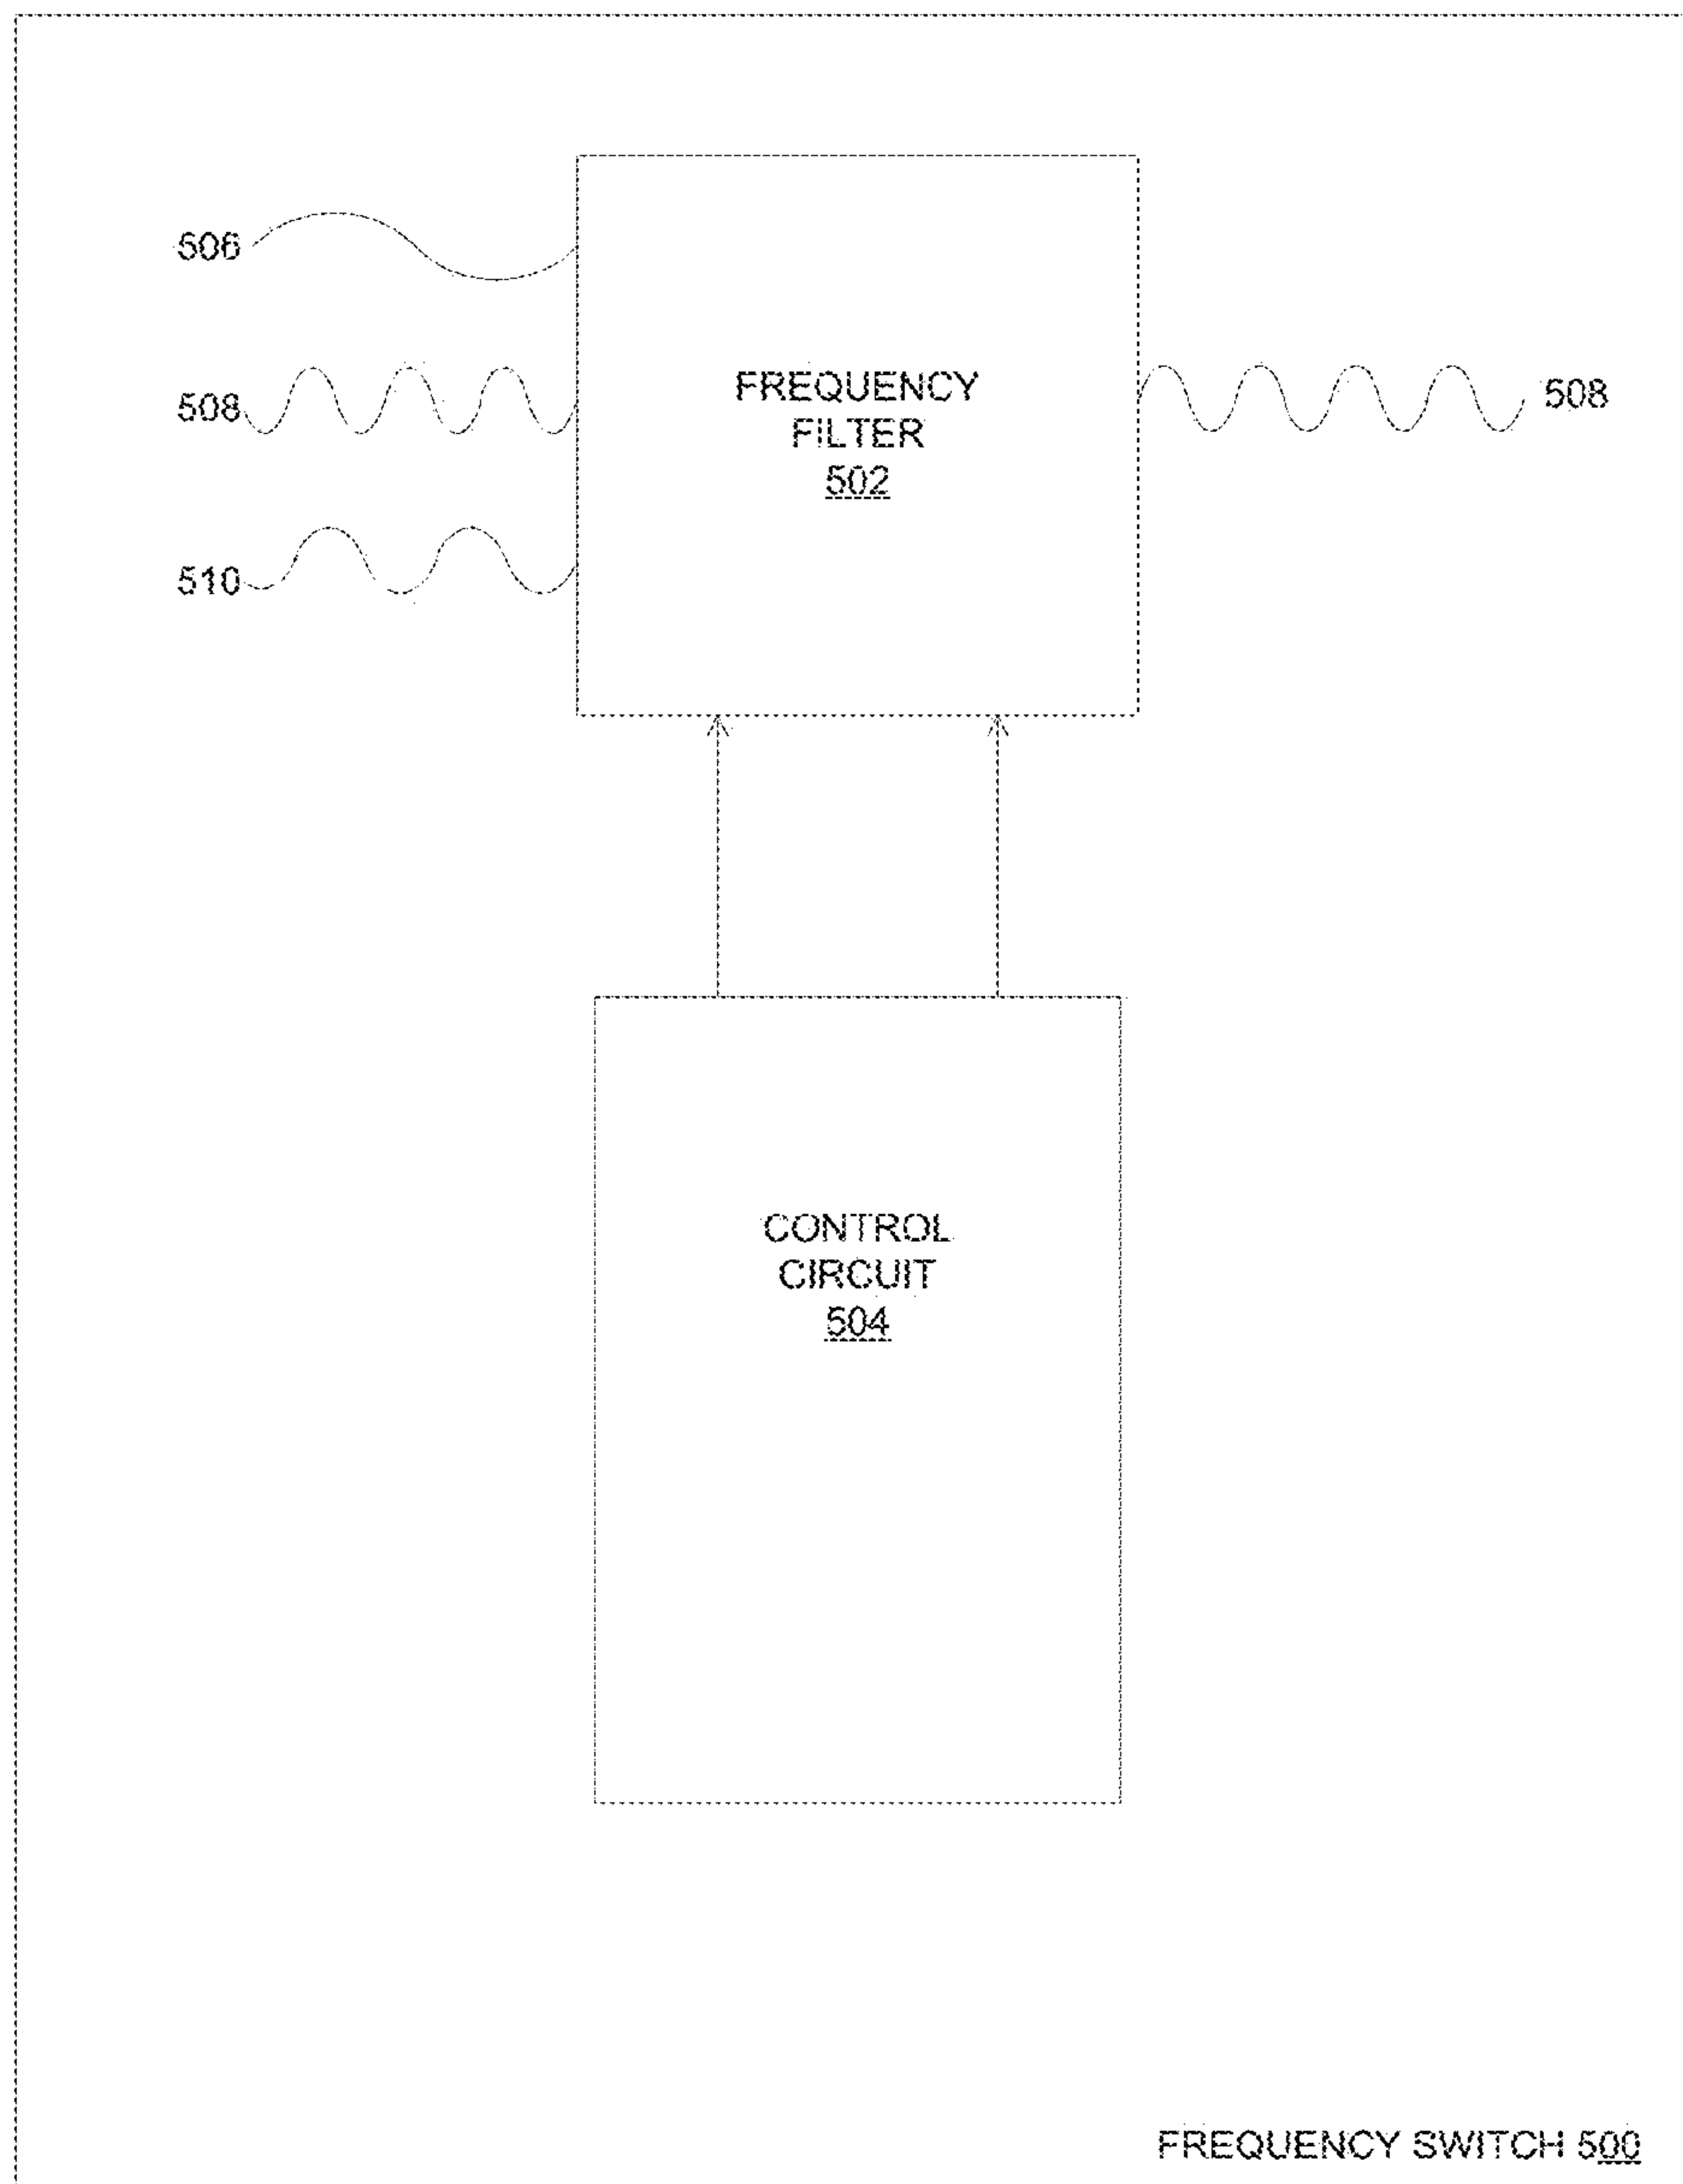 506
508
510
FREQUENCY
FILTER
502
508
CONTROL
CIRCUIT
504
FREQUENCY SWITCH 500